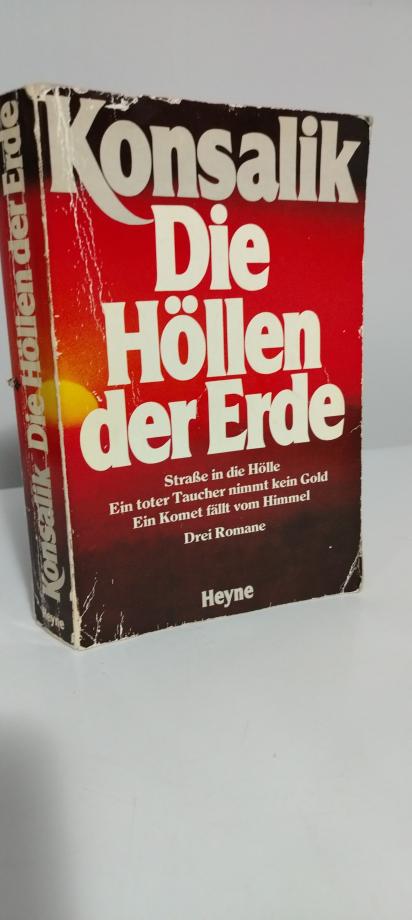 Konsalik
Die
Höllen
der Erde
Straße in die Hölle
Ein toter Taucher nimmt kein Gold
Ein Komet fällt vom Himmel
Drei Romane
Heyne
Konsalik Die Höllen der Erde
Heyne